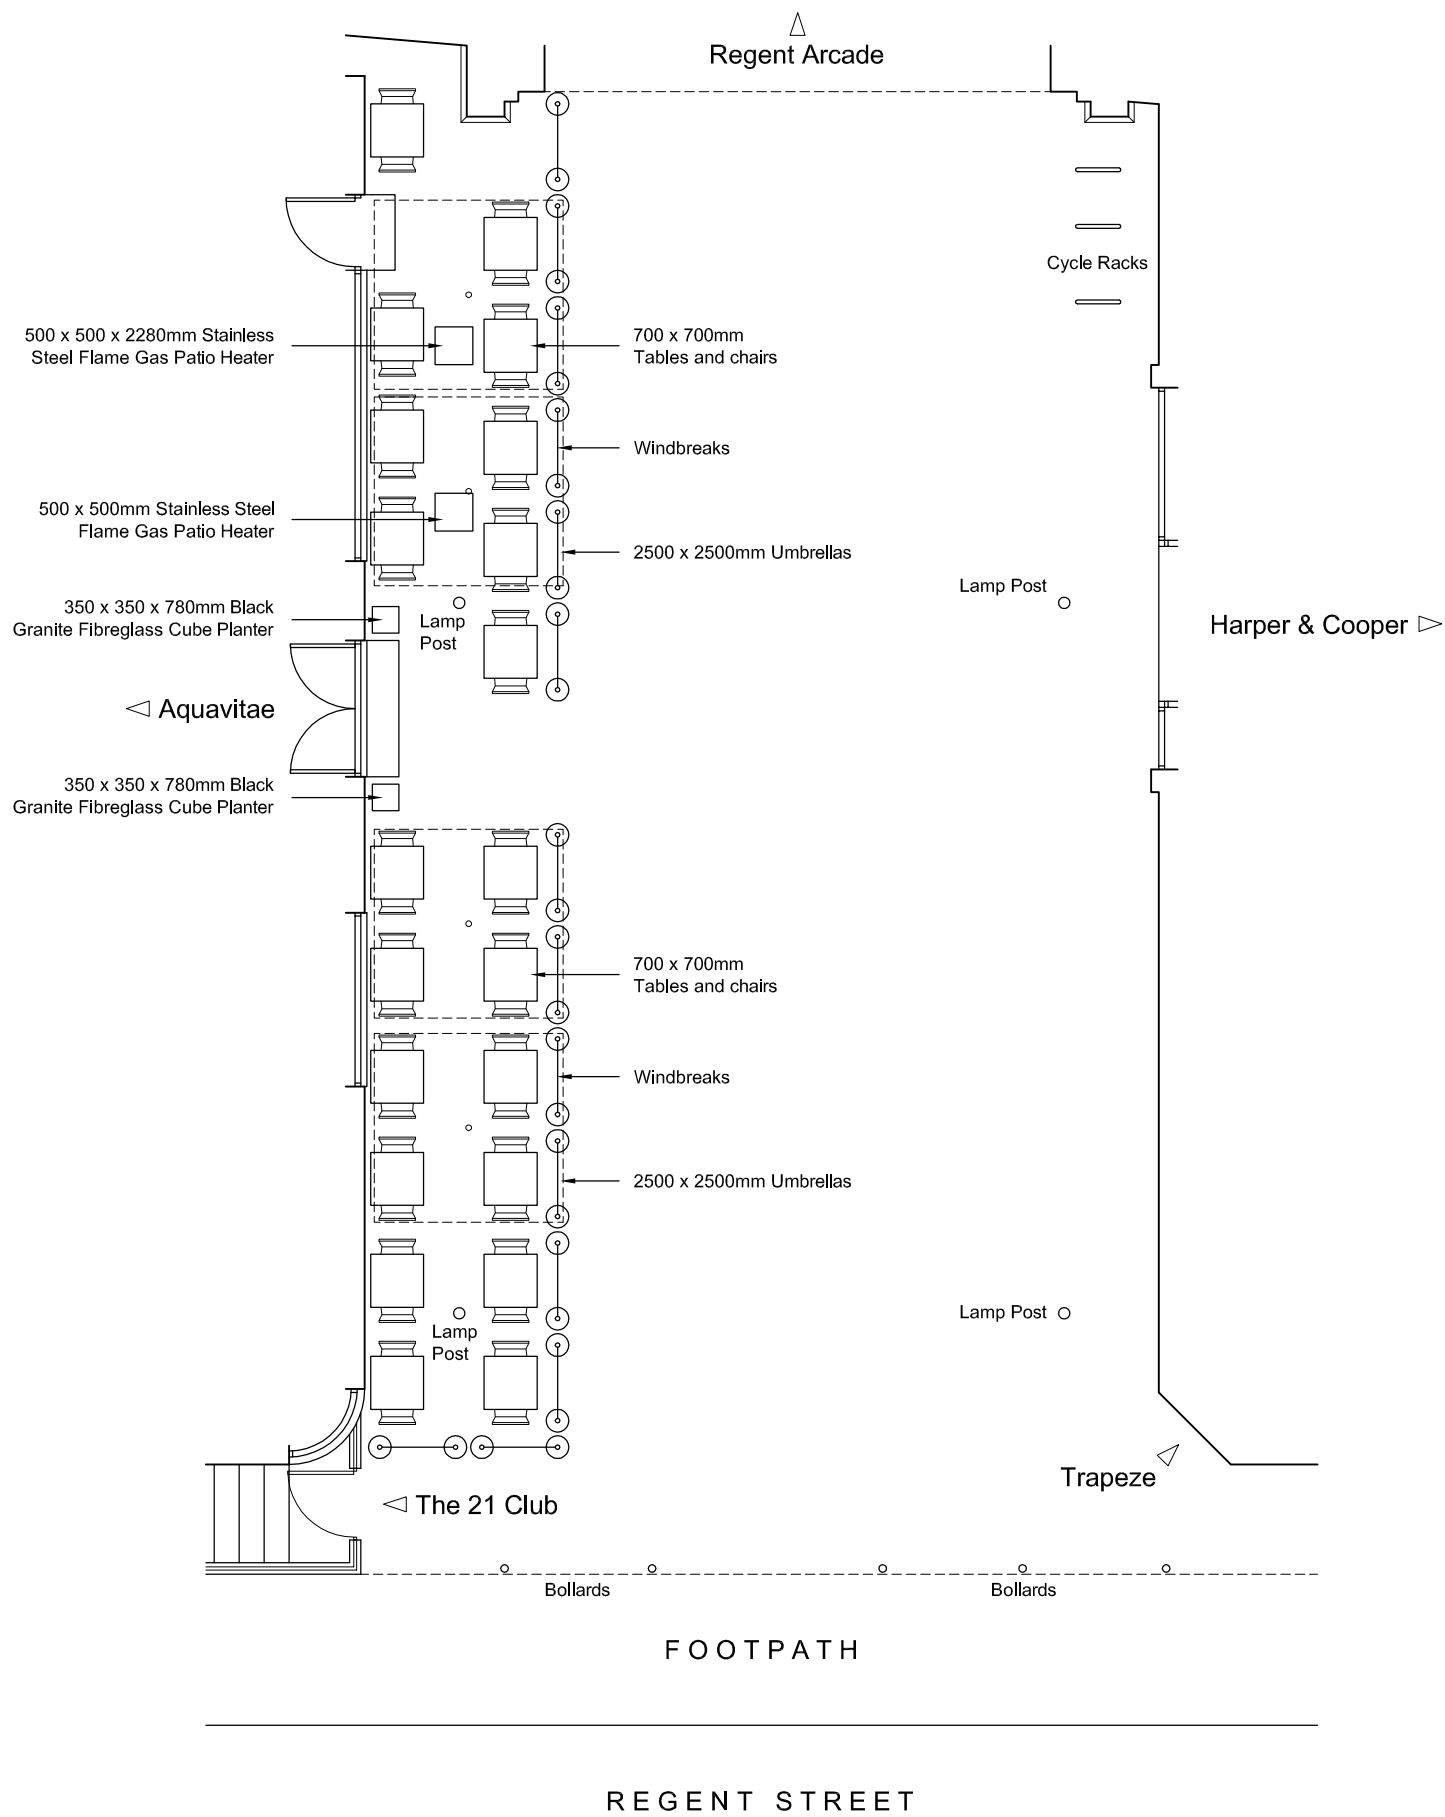 Regent Arcade
Cycle Racks
500 x 500 x 2280mm Stainless
Steel Flame Gas Patio Heater
700 x 700mm
Tables and chairs
Windbreaks
500 x 500mm Stainless Steel
Flame Gas Patio Heater
2500 x 2500mm Umbrellas
Lamp Post
350 x 350 x 780mm Black
Granite Fibreglass Cube Planter
Lamp
Post
Harper & Cooper
Aquavitae
350 x 350 x 780mm Black
Granite Fibreglass Cube Planter
700 x 700mm
Tables and chairs
Windbreaks
2500 x 2500mm Umbrellas
Lamp Post
Lamp
Post
Trapeze
The 21 Club
Bollards
Bollards
FOOTPATH
REGENT STREET